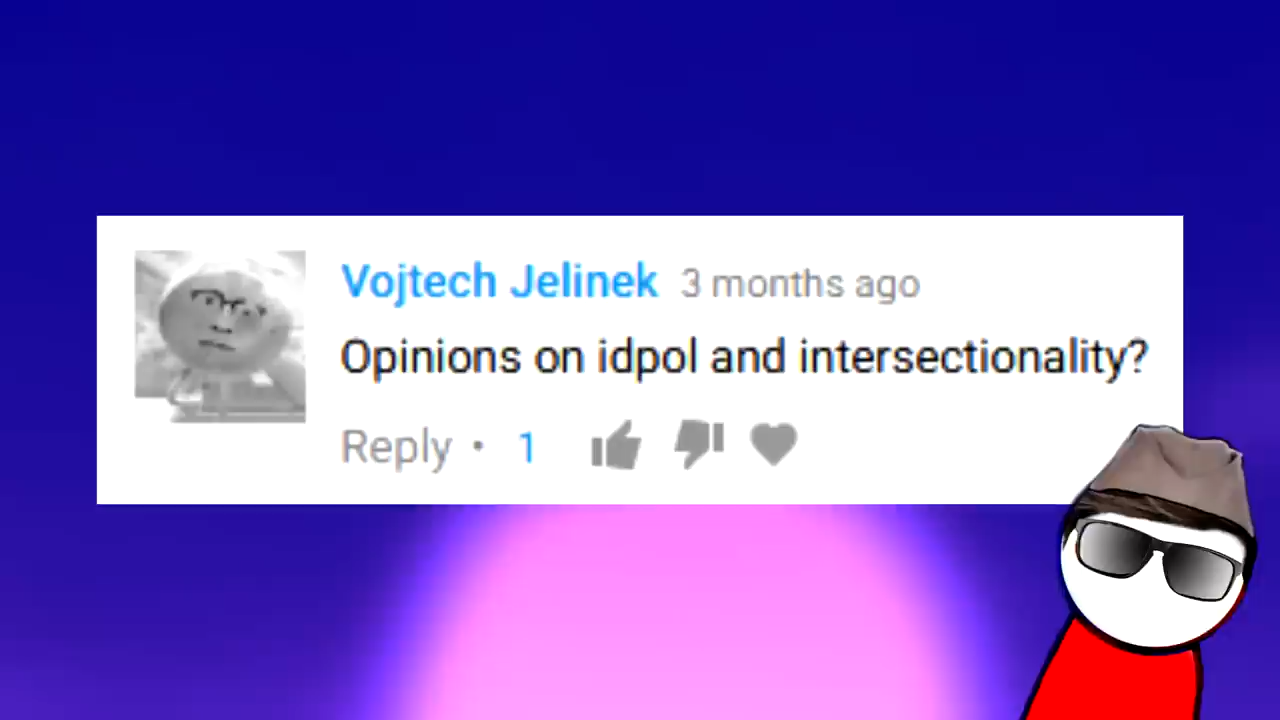 Vojtech Jelinek 3 months ago
Opinions on idpol and intersectionality?
Reply • 1